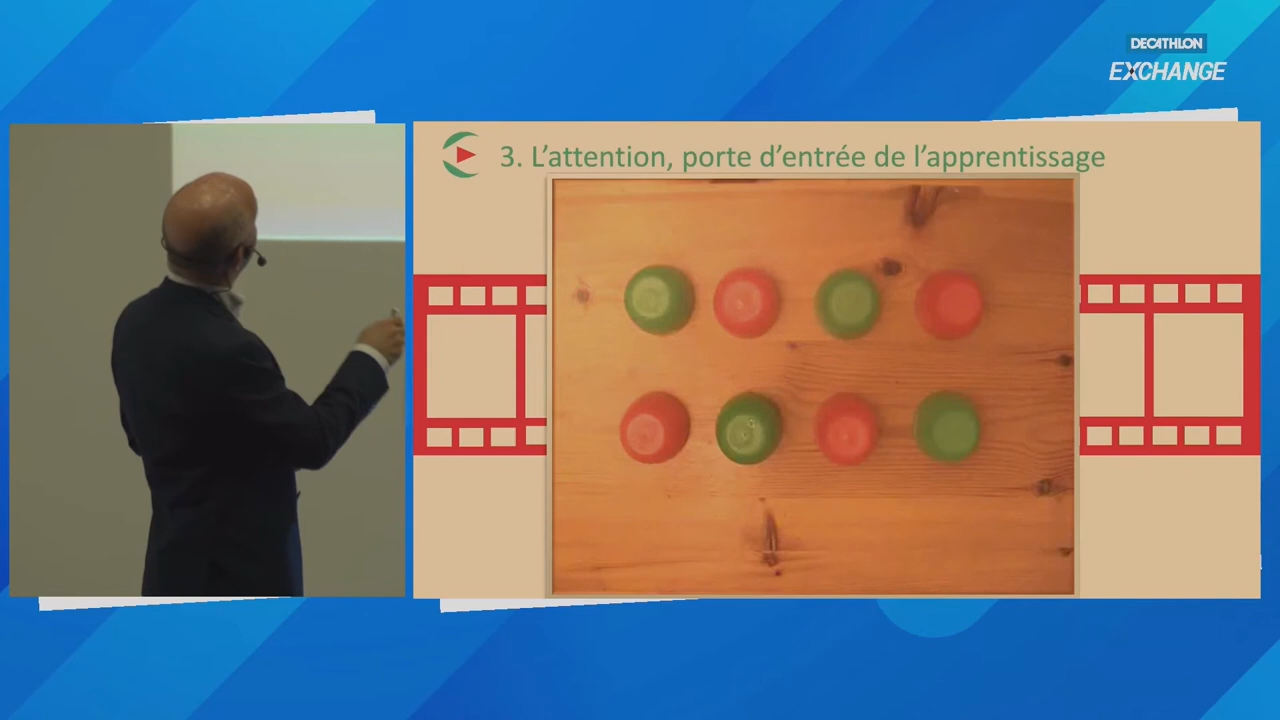 DECATHLON
EXCHANGE
3. L'attention, porte d'entrée de l'apprentissage